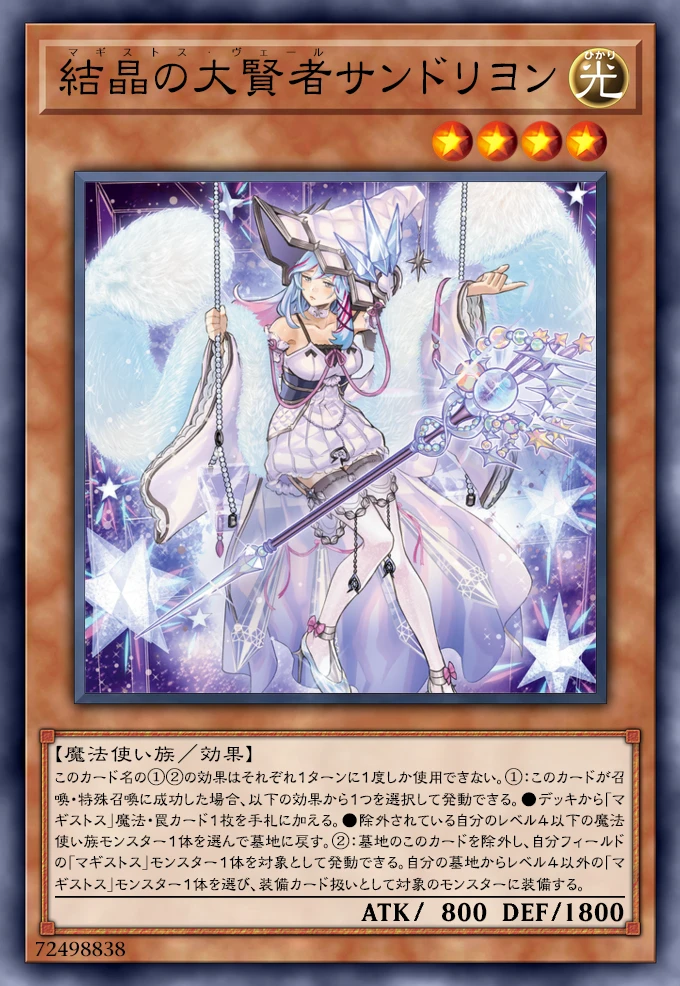 マギストス・ヴェール
結晶の大賢者サンドリヨン
ひかり
光
【魔法使い族／効果】
このカード名の①②の効果はそれぞれ1ターンに1度しか使用できない。①：このカードが召
喚・特殊召喚に成功した場合、以下の効果から1つを選択して発動できる。●デッキから「マ
ギストス」魔法・罠カード1枚を手札に加える。●除外されている自分のレベル4以下の魔法
使い族モンスター1体を選んで墓地に戻す。②：墓地のこのカードを除外し、自分フィールド
の「マギストス」モンスター1体を対象として発動できる。自分の墓地からレベル4以外の「マ
ギストス」モンスター1体を選び、装備カード扱いとして対象のモンスターに装備する。
ATK/ 800 DEF/1800
72498838